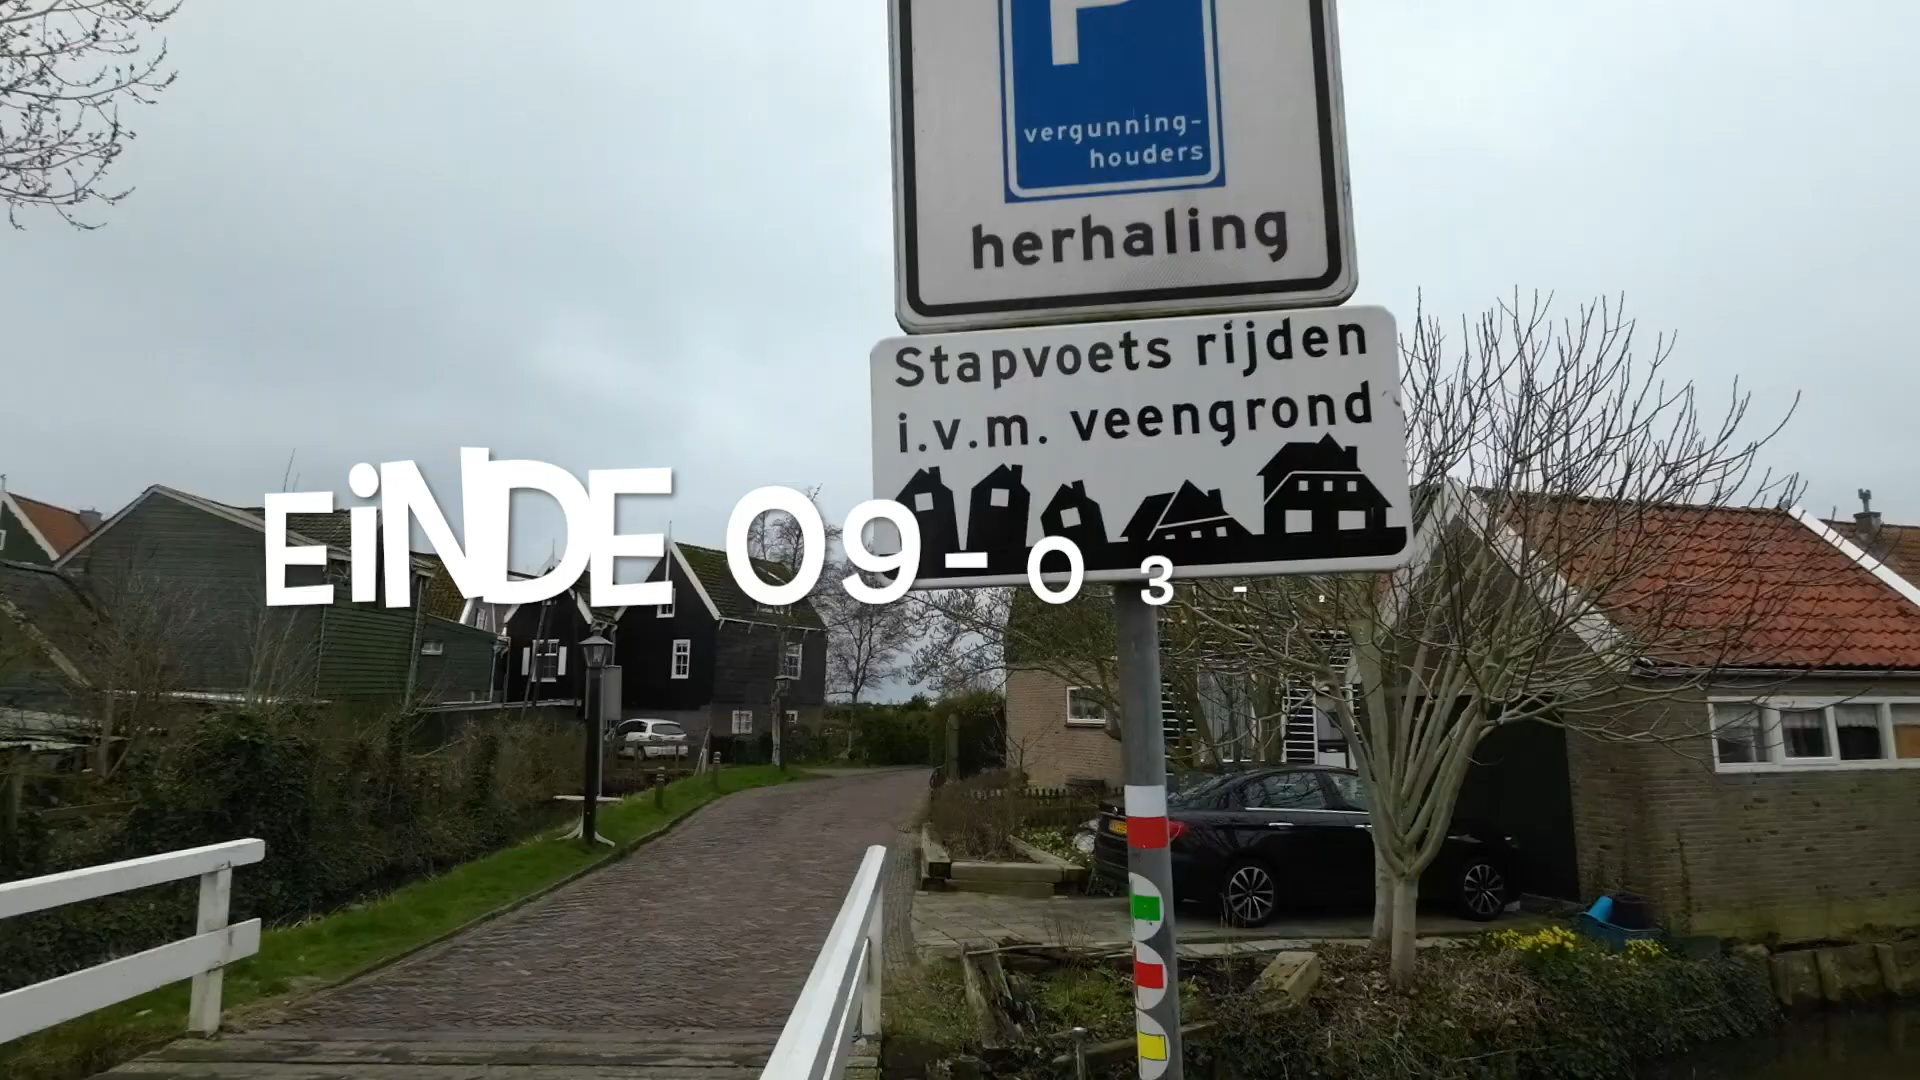 P
vergunning-
houders
herhaling
Stapvoets rijden
i.v.m. veengrond
EiNDE 09-03-